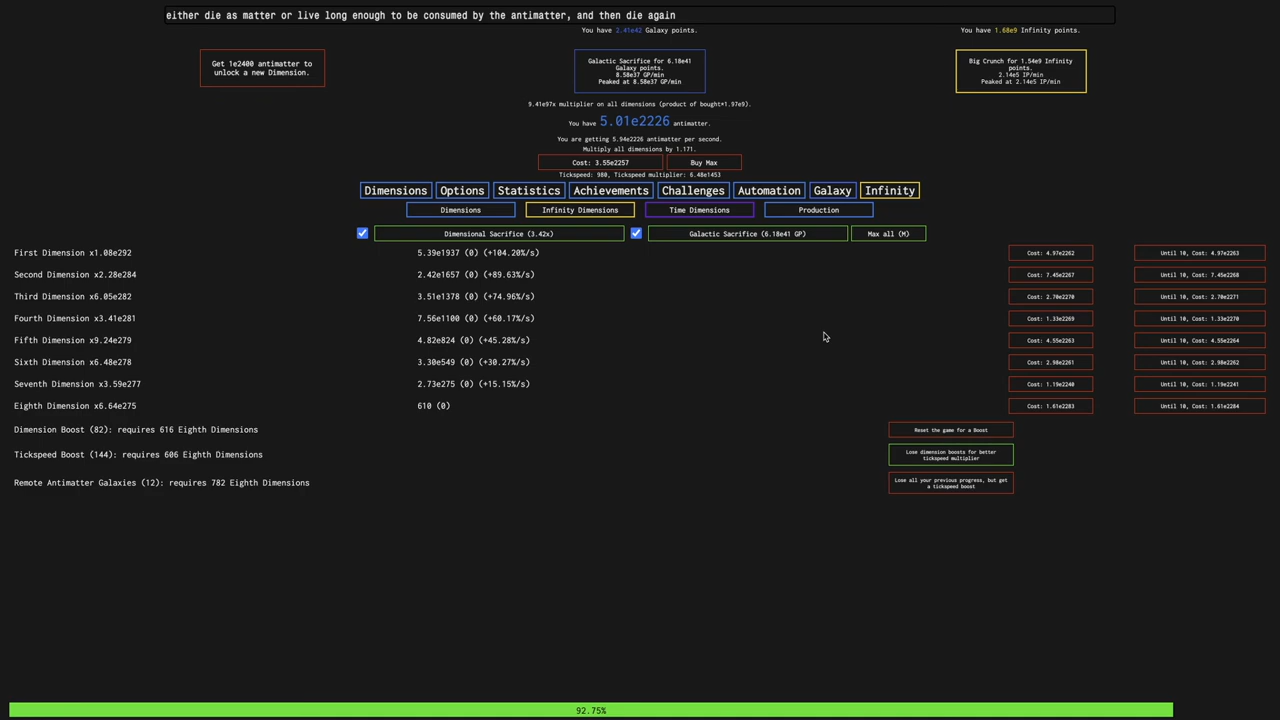 either die as matter or live long enough to be consumed by the antimatter, and then die again
You have 2.41e42 Galaxy points.
You have 1.68e9 Infinity points.
Get 1e2400 antimatter to
unlock a new Dimension.
Galactic Sacrifice for 6.18e41
Galaxy points.
8.58e37 GP/min
Peaked at 8.58e37 GP/min
Big Crunch for 1.54e9 Infinity
points.
2.14e5 IP/min
Peaked at 2.14e5 IP/min
9.41e97x multiplier on all dimensions (product of bought*1.97e9).
You have 5.01e2226 antimatter.
You are getting 5.94e2226 antimatter per second.
Multiply all dimensions by 1.171.
Cost: 3.55e2257
Buy Max
Tickspeed: 980, Tickspeed multiplier: 6.48e1453
Dimensions
Options
Statistics
Achievements
Challenges
Automation
Galaxy
Infinity
Dimensions
Infinity Dimensions
Time Dimensions
Production
Dimensional Sacrifice (3.42x)
Galactic Sacrifice (6.18e41 GP)
Max all (M)
First Dimension x1.08e292
5.39e1937 (0) (+104.20%/s)
Cost: 4.97e2262
Until 10, Cost: 4.97e2263
Second Dimension x2.28e284
2.42e1657 (0) (+89.63%/s)
Cost: 7.45e2267
Until 10, Cost: 7.45e2268
Third Dimension x6.05e282
3.51e1378 (0) (+74.96%/s)
Cost: 2.70e2270
Until 10, Cost: 2.70e2271
Fourth Dimension x3.41e281
7.56e1100 (0) (+60.17%/s)
Cost: 1.33e2269
Until 10, Cost: 1.33e2270
Fifth Dimension x9.24e279
4.82e824 (0) (+45.28%/s)
Cost: 4.55e2263
Until 10, Cost: 4.55e2264
Sixth Dimension x6.48e278
3.30e549 (0) (+30.27%/s)
Cost: 2.98e2261
Until 10, Cost: 2.98e2262
Seventh Dimension x3.59e277
2.73e275 (0) (+15.15%/s)
Cost: 1.19e2240
Until 10, Cost: 1.19e2241
Eighth Dimension x6.64e275
610 (0)
Cost: 1.61e2283
Until 10, Cost: 1.61e2284
Dimension Boost (82): requires 616 Eighth Dimensions
Reset the game for a Boost
Tickspeed Boost (144): requires 606 Eighth Dimensions
Lose dimension boosts for better
tickspeed multiplier
Remote Antimatter Galaxies (12): requires 782 Eighth Dimensions
Lose all your previous progress, but get
a tickspeed boost
92.75%